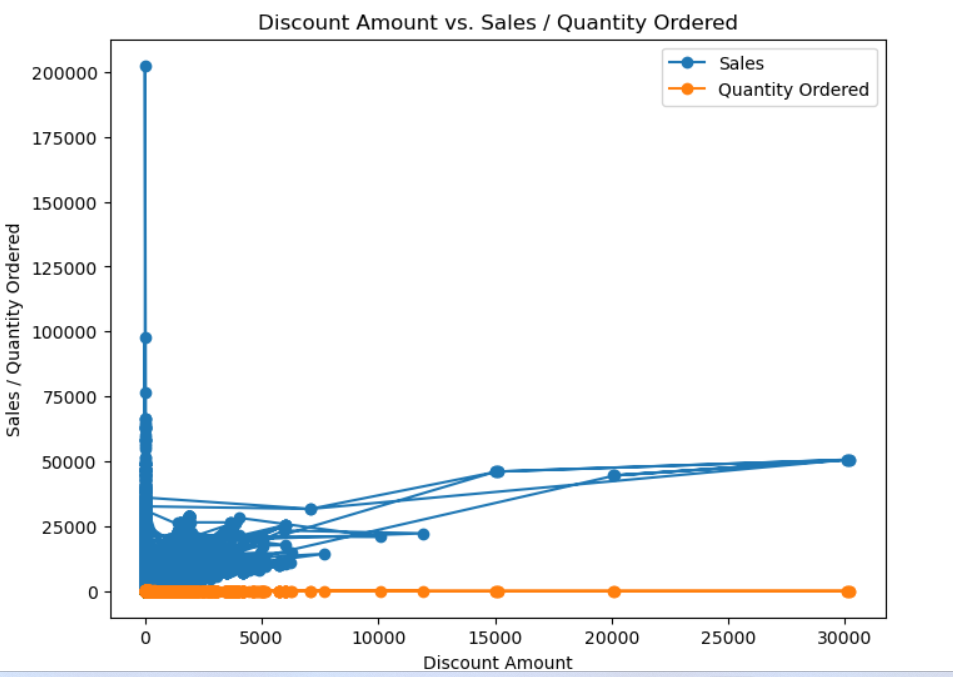 Discount Amount vs. Sales / Quantity Ordered
Sales
Quantity Ordered
Sales / Quantity Ordered
200000
175000
150000
125000
100000
75000
50000
25000
0
0 5000 10000 15000 20000 25000 30000
Discount Amount